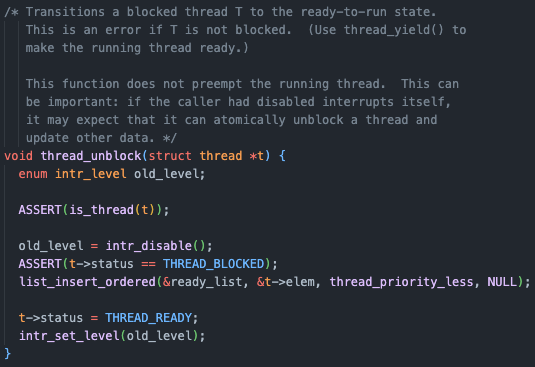 /* Transitions a blocked thread T to the ready-to-run state.
   This is an error if T is not blocked.  (Use thread_yield() to
   make the running thread ready.)

   This function does not preempt the running thread.  This can
   be important: if the caller had disabled interrupts itself,
   it may expect that it can atomically unblock a thread and
   update other data. */
void thread_unblock(struct thread *t) {
  enum intr_level old_level;

  ASSERT(is_thread(t));

  old_level = intr_disable();
  ASSERT(t->status == THREAD_BLOCKED);
  list_insert_ordered(&ready_list, &t->elem, thread_priority_less, NULL);

  t->status = THREAD_READY;
  intr_set_level(old_level);
}